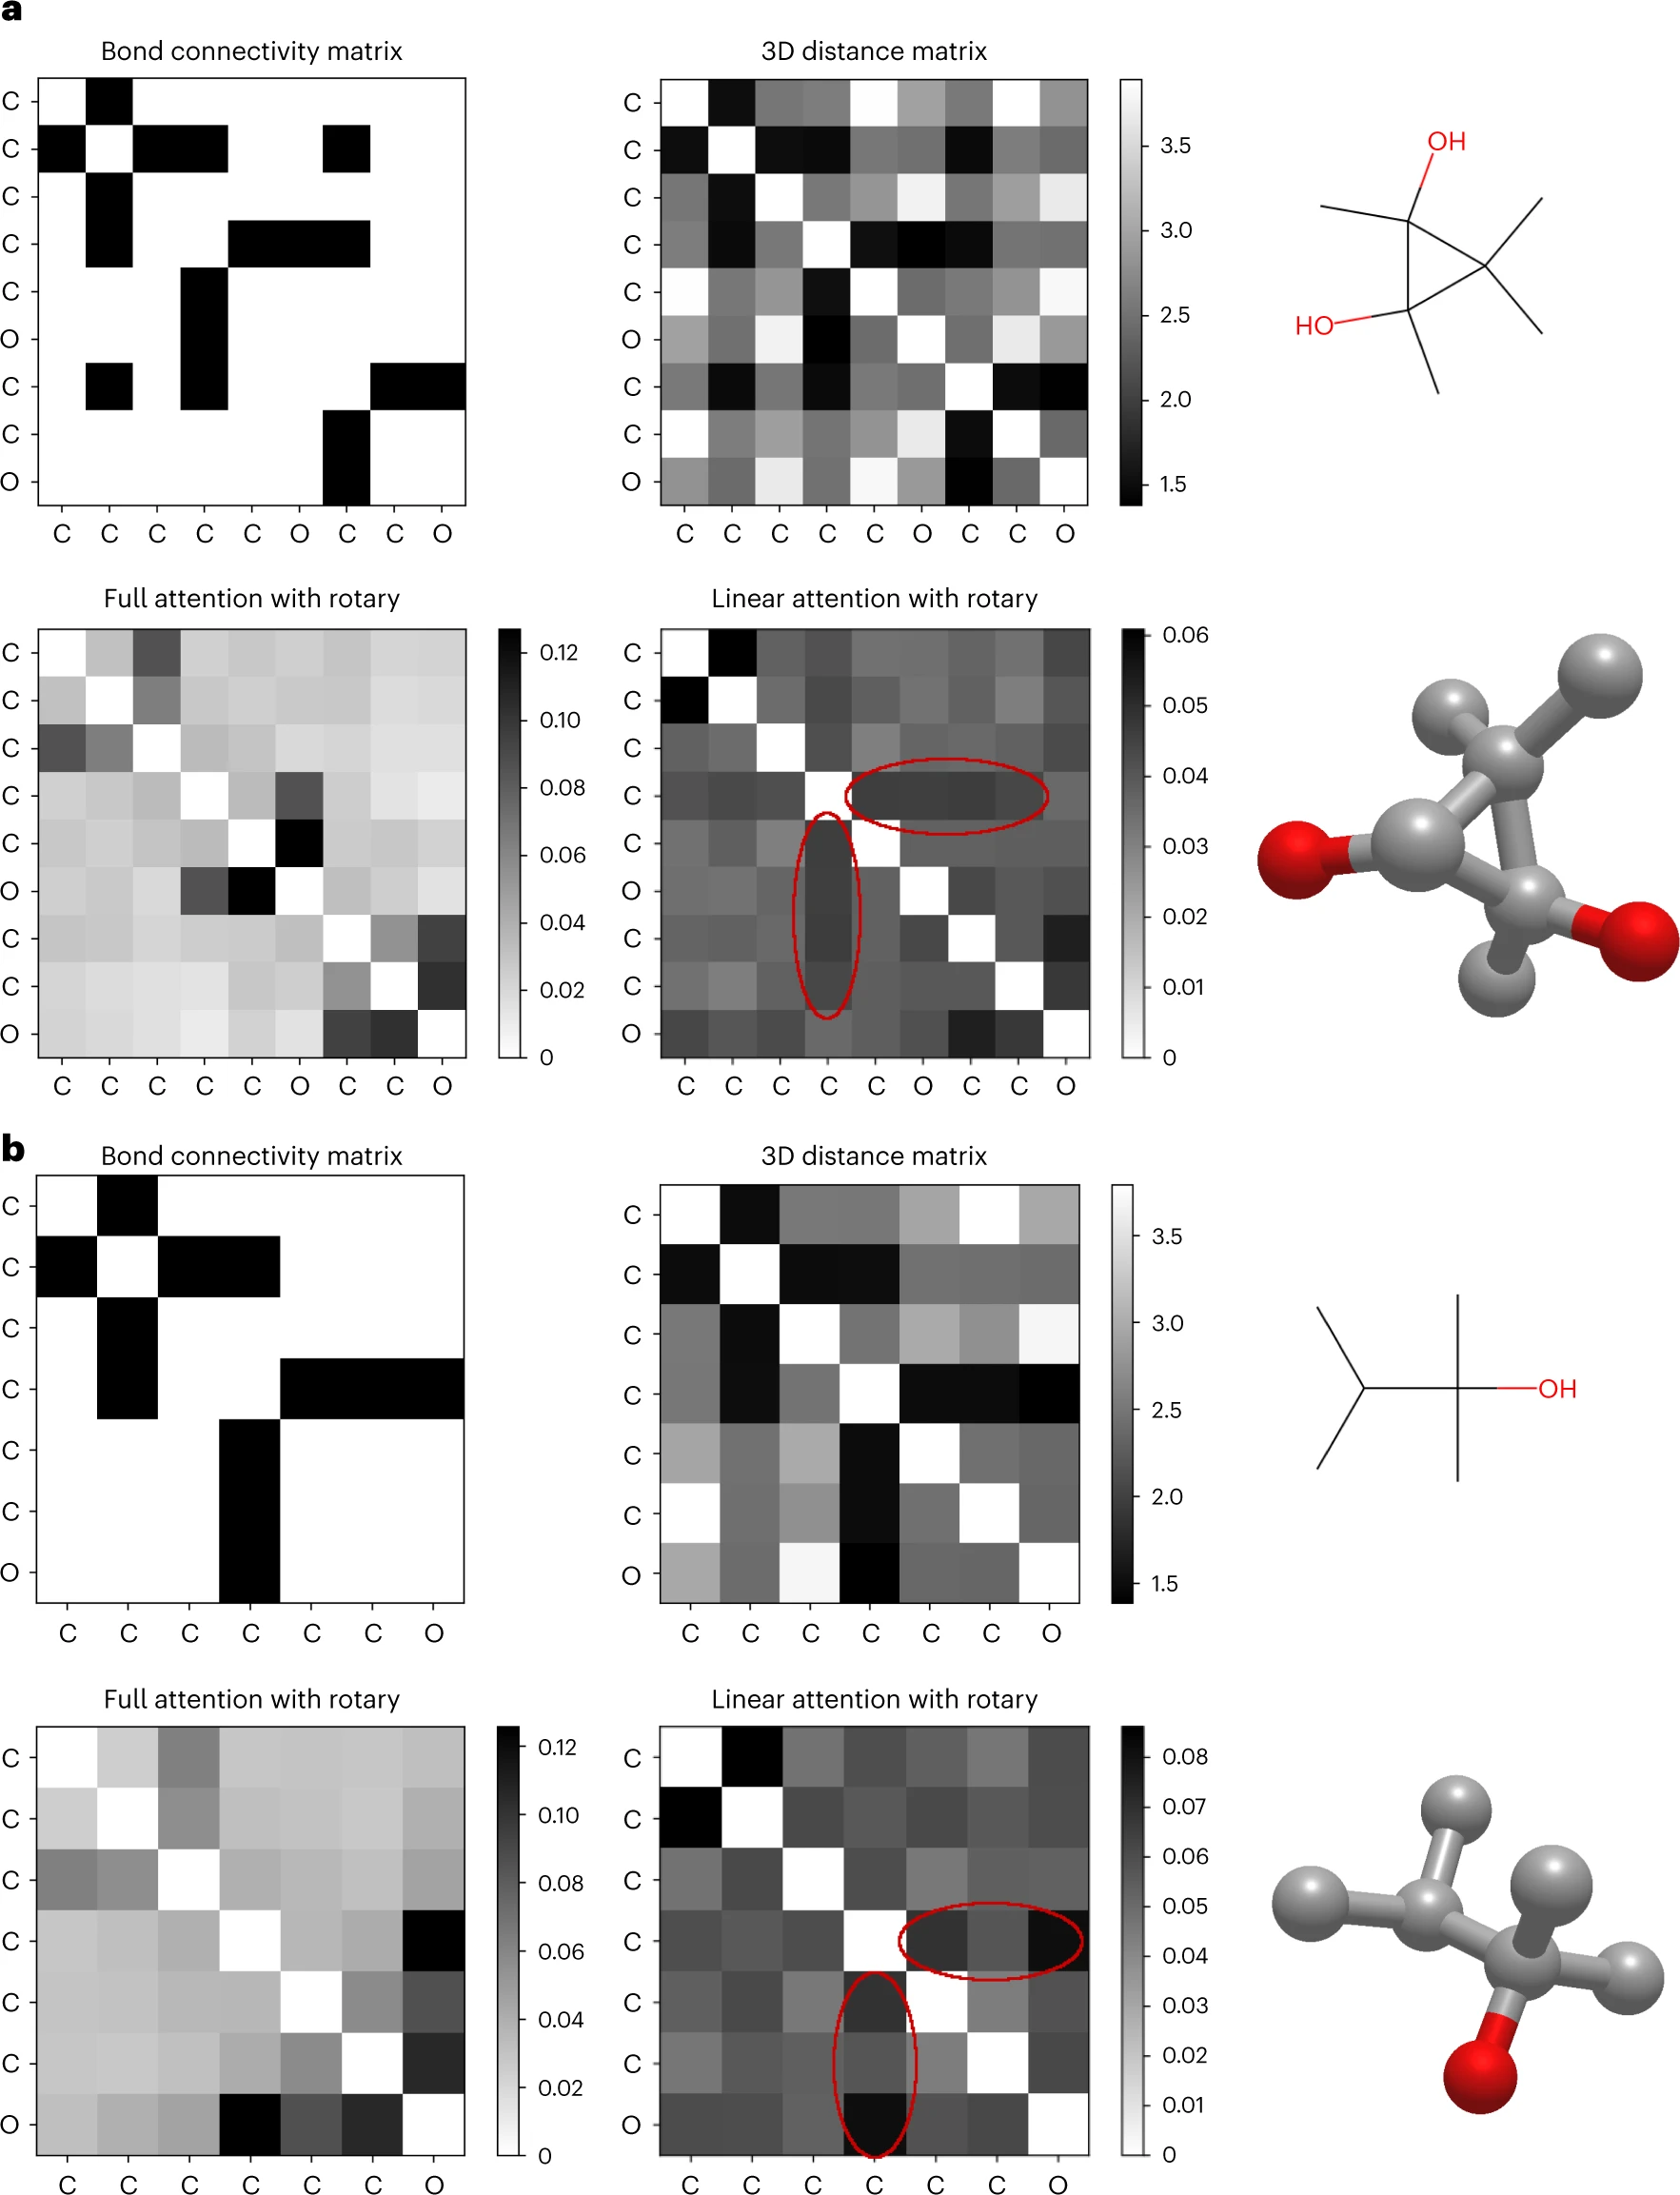 a
Bond connectivity matrix
3D distance matrix
C
C
C
C
C
O
C
C
O
C C C C C O C C O
C
C
C
C
C
O
C
C
O
C C C C C O C C O
3.5
3.0
2.5
2.0
1.5
OH
HO
Full attention with rotary
Linear attention with rotary
C
C
C
C
C
O
C
C
O
C C C C C O C C O
0.12
0.10
0.08
0.06
0.04
0.02
0
C
C
C
C
C
O
C
C
O
C C C C C O C C O
0.06
0.05
0.04
0.03
0.02
0.01
0
b
Bond connectivity matrix
3D distance matrix
C
C
C
C
C
C
O
C C C C C C O
C
C
C
C
C
C
O
C C C C C C O
3.5
3.0
2.5
2.0
1.5
OH
Full attention with rotary
Linear attention with rotary
C
C
C
C
C
C
O
C C C C C C O
0.12
0.10
0.08
0.06
0.04
0.02
0
C
C
C
C
C
C
O
C C C C C C O
0.08
0.07
0.06
0.05
0.04
0.03
0.02
0.01
0